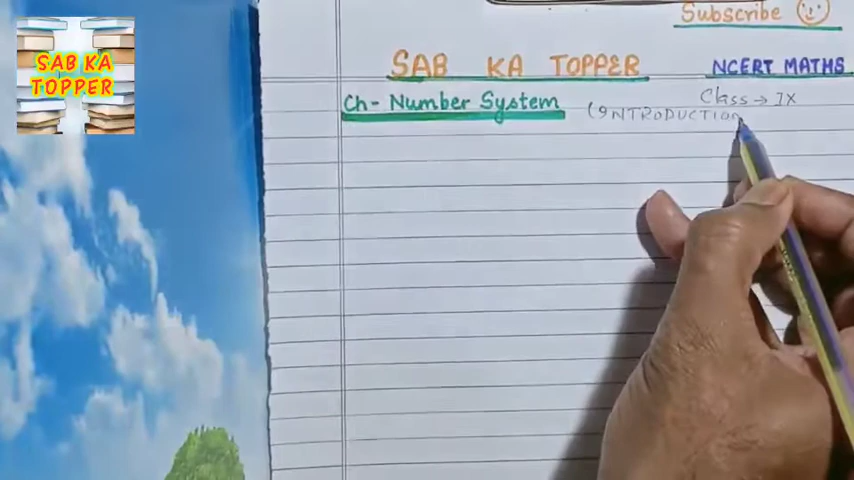 SAB KA
TOPPER
Subscribe
SAB KA TOPPER
NCERT MATHS
Class → IX
Ch- Number System
(INTRODUCTION